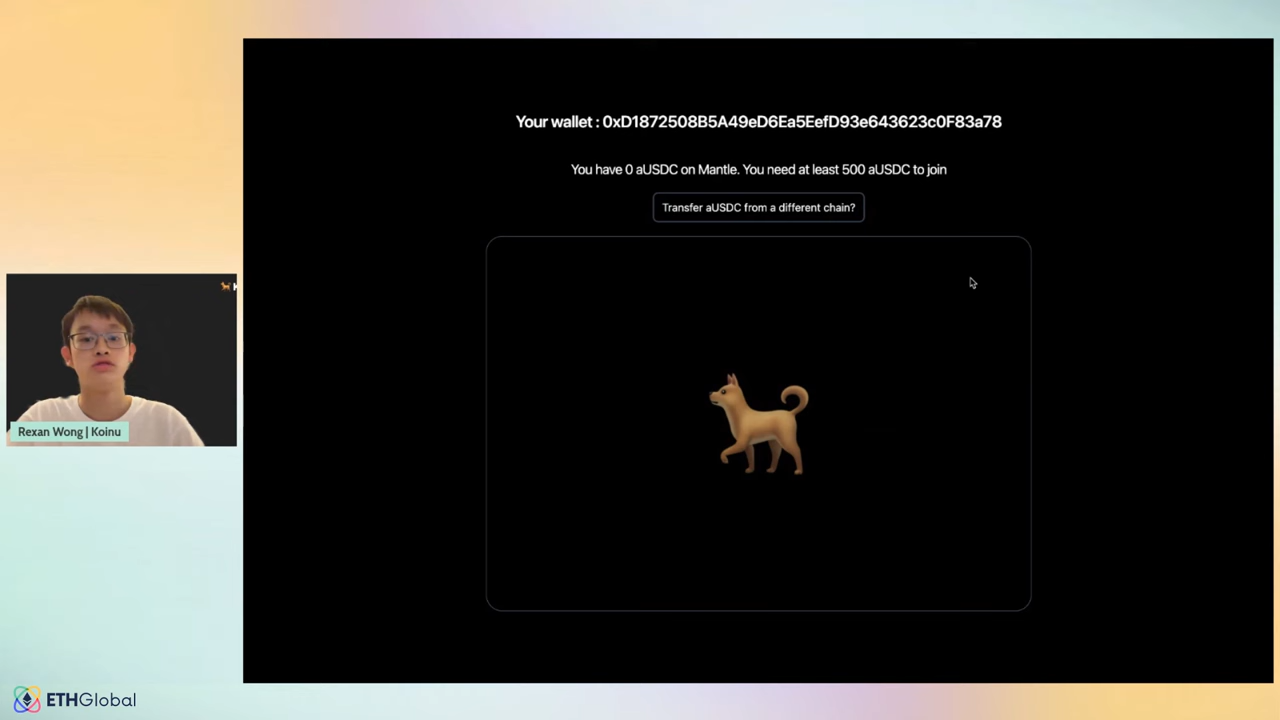 Your wallet : 0xD1872508B5A49eD6Ea5EefD93e643623c0F83a78
You have 0 aUSDC on Mantle. You need at least 500 aUSDC to join
Transfer aUSDC from a different chain?
Rexan Wong | Koinu
ETHGlobal